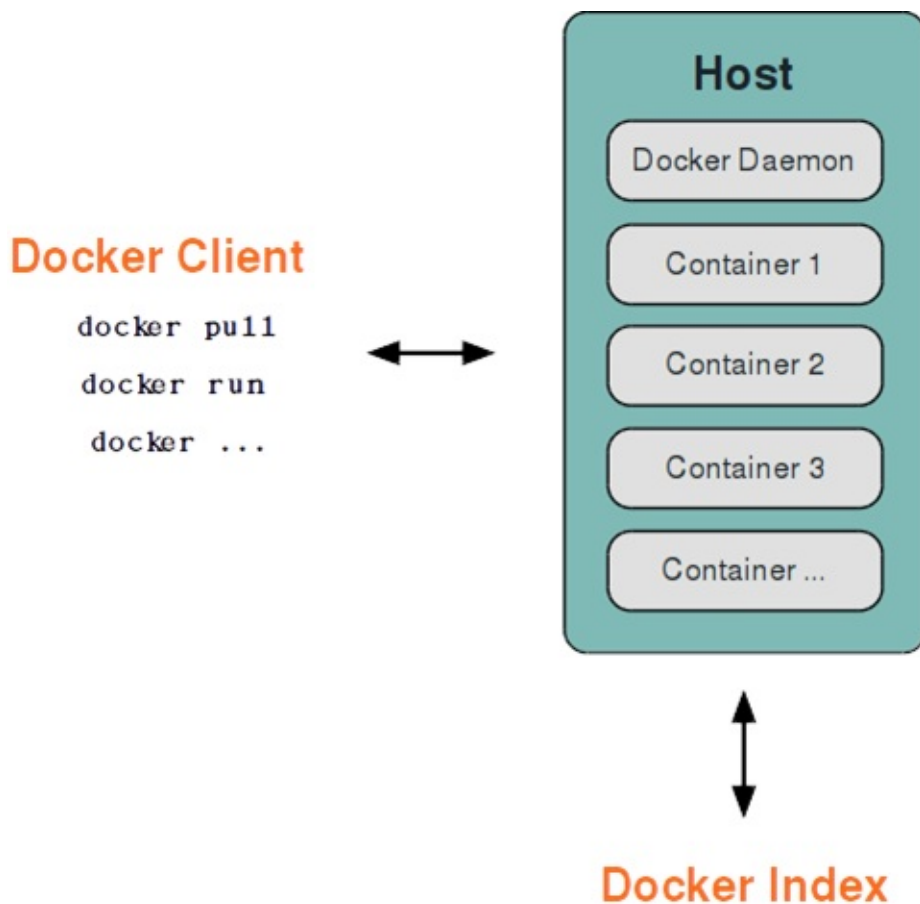 Host
Docker Daemon
Container 1
Container 2
Container 3
Container ...
Docker Client
docker pull
docker run
docker ...
Docker Index